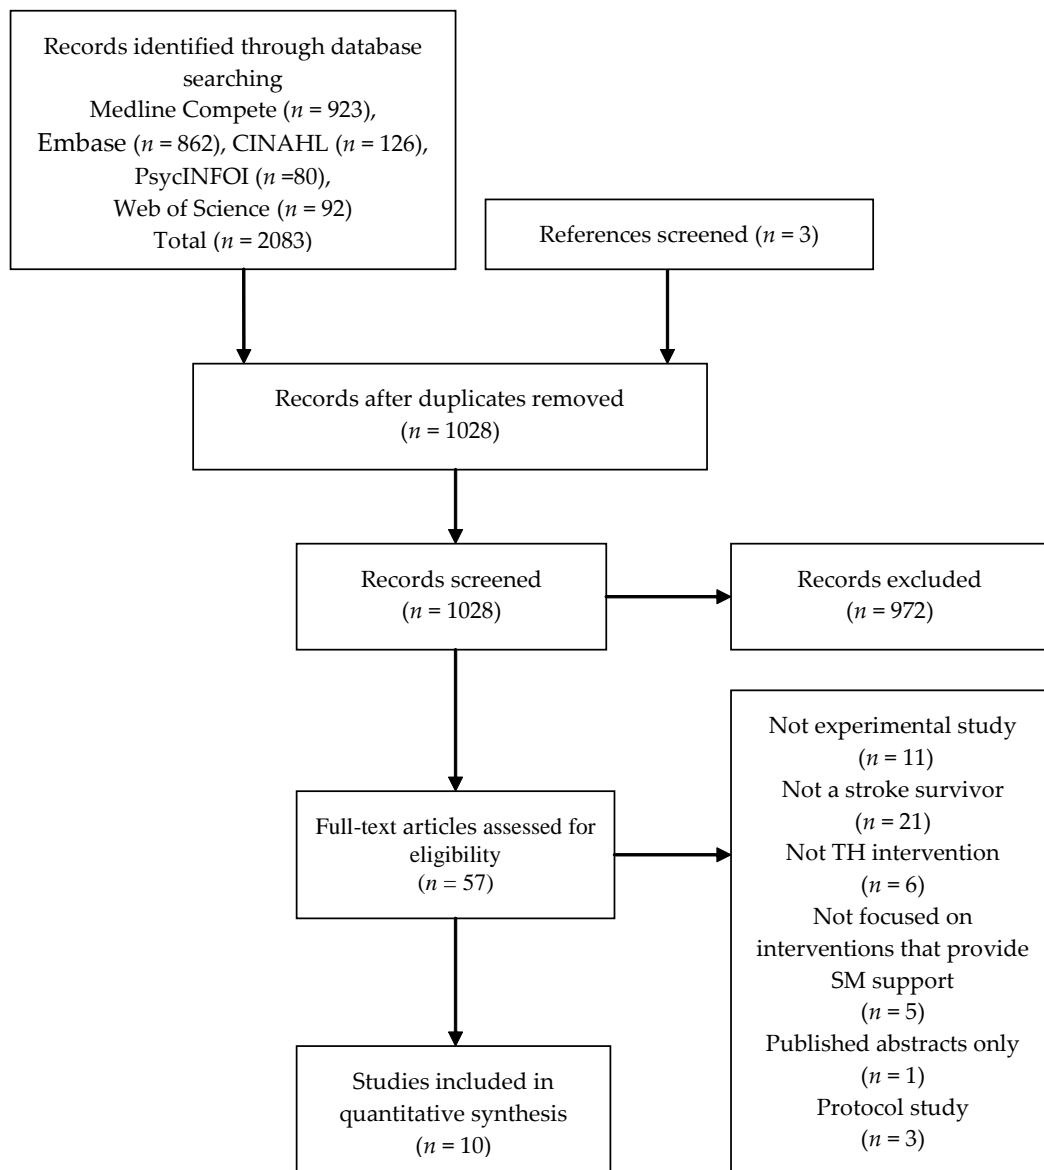 Records identified through database
searching
Medline Compete (n = 923),
Embase (n = 862), CINAHL (n = 126),
PsycINFOI (n =80),
Web of Science (n = 92)
Total (n = 2083)
References screened (n = 3)
Records after duplicates removed
(n = 1028)
Records screened
(n = 1028)
Records excluded
(n = 972)
Full-text articles assessed for
eligibility
(n = 57)
Not experimental study
(n = 11)
Not a stroke survivor
(n = 21)
Not TH intervention
(n = 6)
Not focused on
interventions that provide
SM support
(n = 5)
Published abstracts only
(n = 1)
Protocol study
(n = 3)
Studies included in
quantitative synthesis
(n = 10)